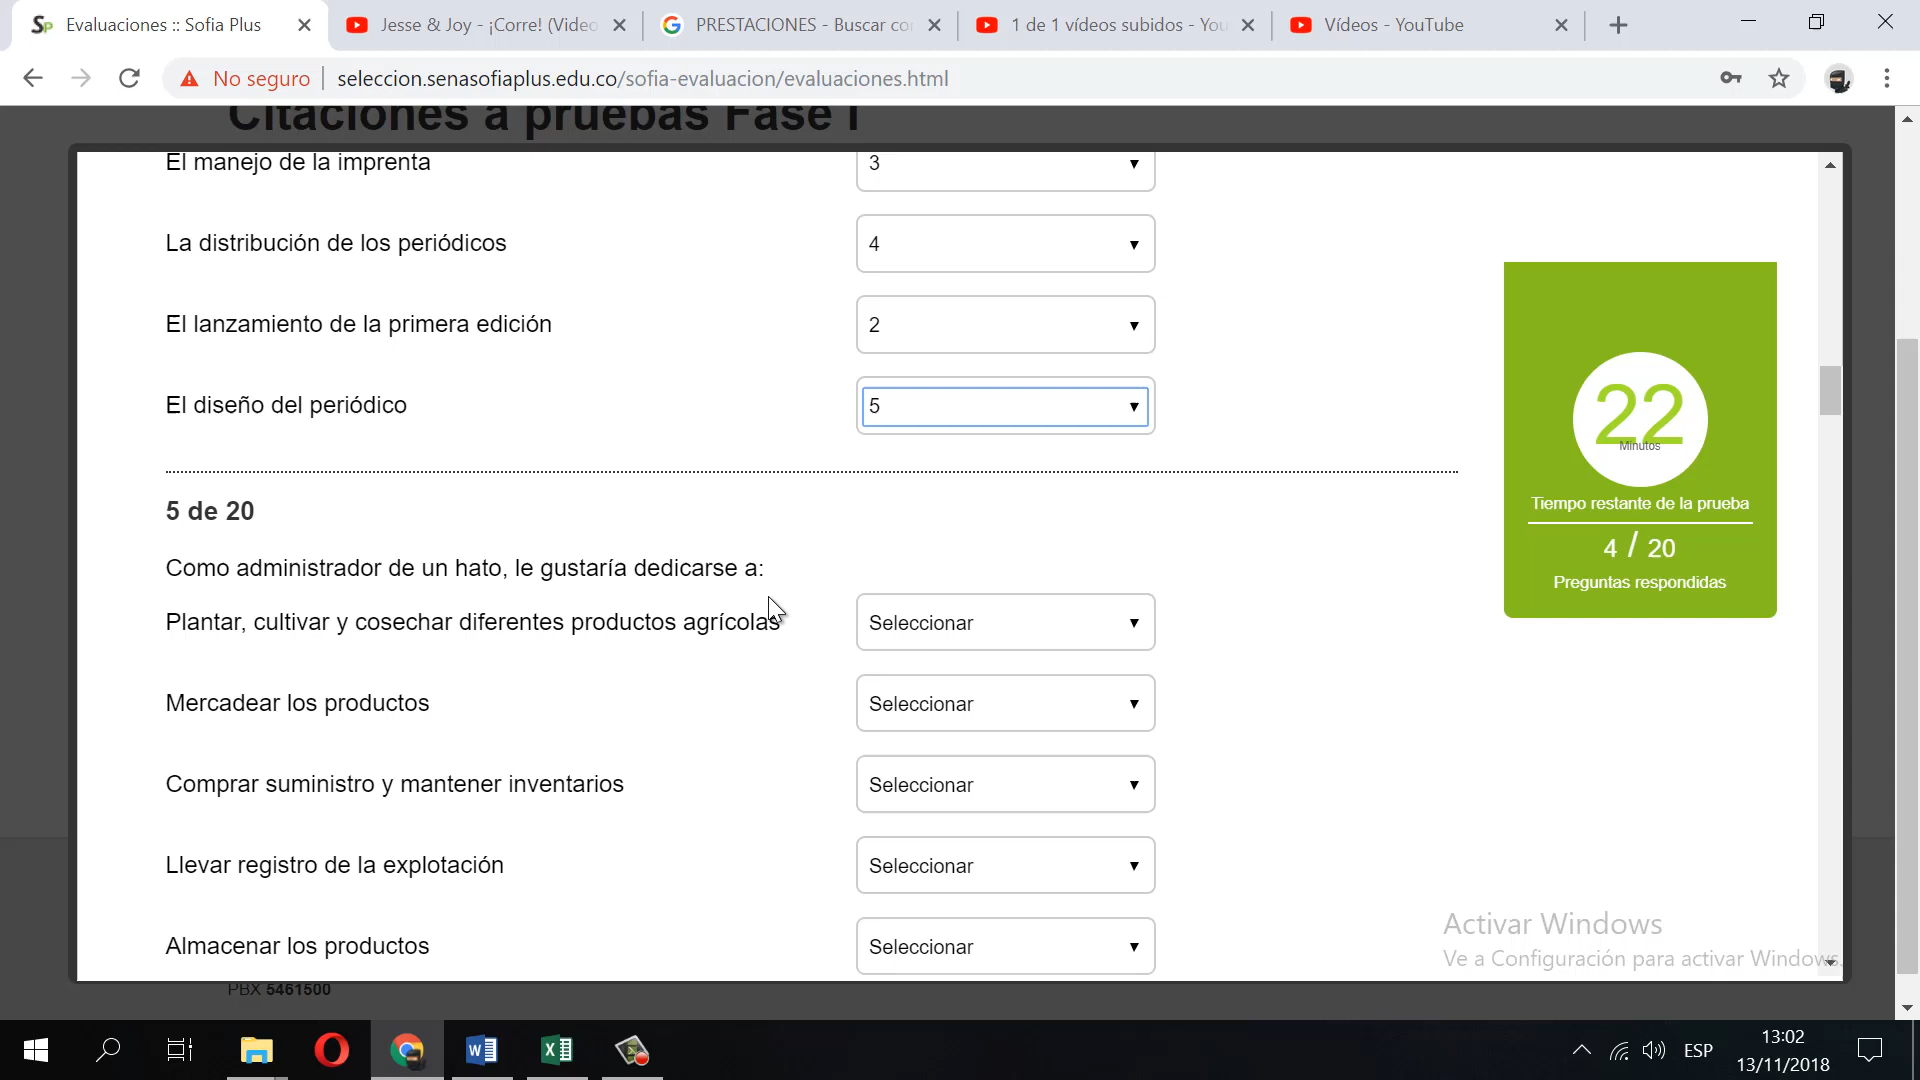 Evaluaciones :: Sofia Plus
Jesse & Joy - ¡Corre! (Video
PRESTACIONES - Buscar co
1 de 1 vídeos subidos - You
Vídeos - YouTube
No seguro
seleccion.senasofiaplus.edu.co/sofia-evaluacion/evaluaciones.html
Citaciones a pruebas Fase I
El manejo de la imprenta
3
La distribución de los periódicos
4
El lanzamiento de la primera edición
2
El diseño del periódico
5
22
Minutos
Tiempo restante de la prueba
4 / 20
Preguntas respondidas
5 de 20
Como administrador de un hato, le gustaría dedicarse a:
Plantar, cultivar y cosechar diferentes productos agrícolas
Seleccionar
Mercadear los productos
Seleccionar
Comprar suministro y mantener inventarios
Seleccionar
Llevar registro de la explotación
Seleccionar
Almacenar los productos
Seleccionar
Activar Windows
Ve a Configuración para activar Windows.
PBX 5461500
ESP
13:02
13/11/2018